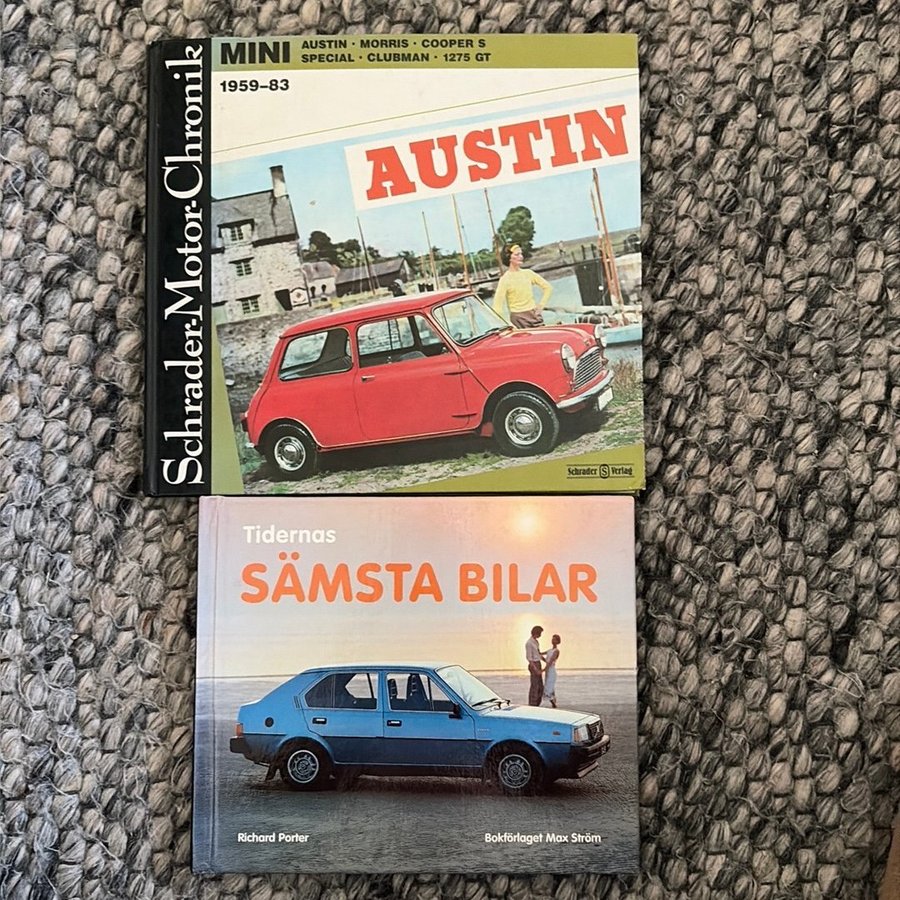 Schrader-Motor-Chronik
MINI
AUSTIN · MORRIS · COOPER S
SPECIAL · CLUBMAN · 1275 GT
1959–83
AUSTIN
Schrader S Verlag
Tidernas
SÄMSTA BILAR
Richard Porter
Bokförlaget Max Ström